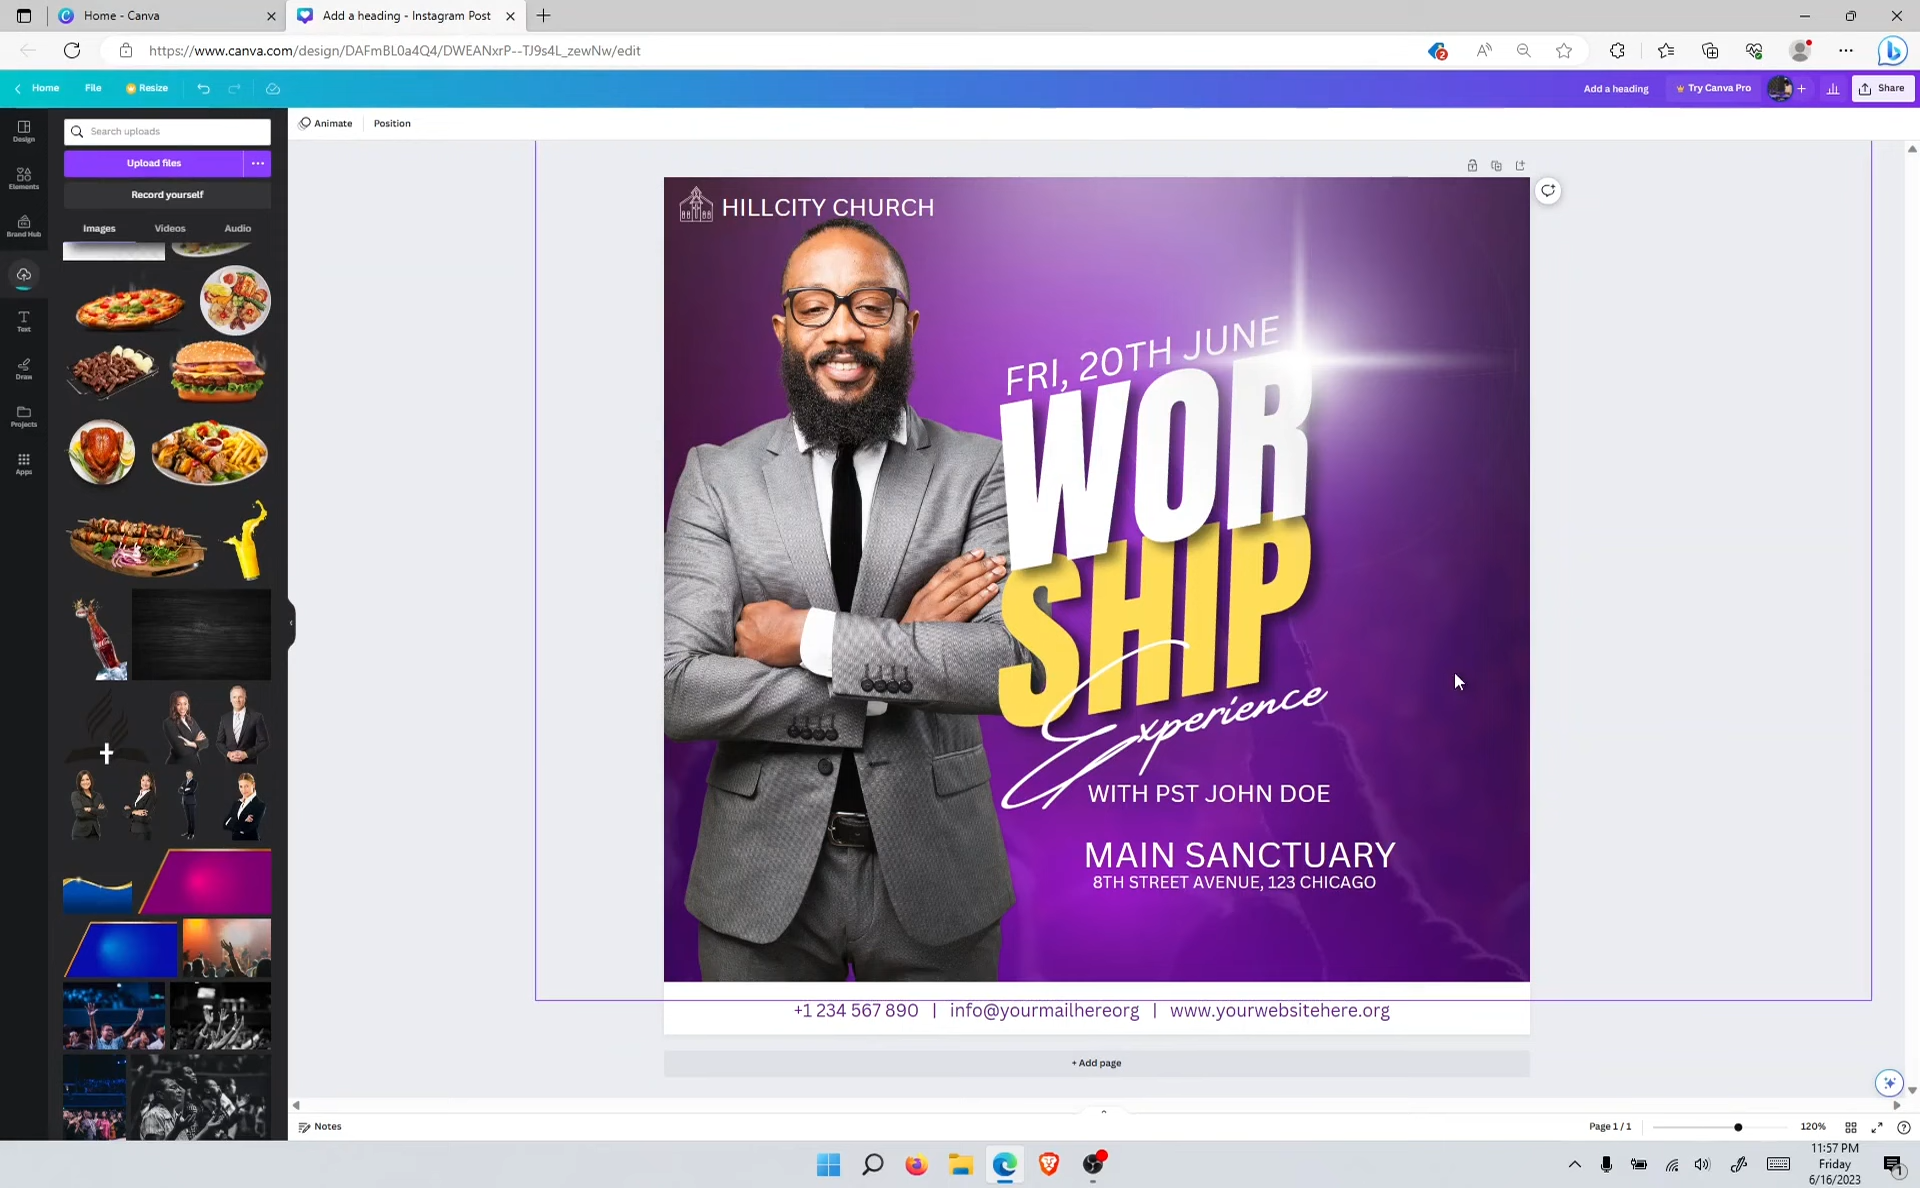 Home - Canva
Add a heading - Instagram Post
https://www.canva.com/design/DAFmBL0a4Q4/DWEANxrP--TJ9s4L_zewNw/edit
2
Home
File
Resize
Add a heading
Try Canva Pro
Share
Design
Elements
Brand Hub
Text
Draw
Projects
Apps
Search uploads
Upload files
Record yourself
Images
Videos
Audio
Animate
Position
HILLCITY CHURCH
FRI, 20TH JUNE
WOR
SHIP
Experience
WITH PST JOHN DOE
MAIN SANCTUARY
8TH STREET AVENUE, 123 CHICAGO
+1 234 567 890 | info@yourmailhereorg | www.yourwebsitehere.org
+ Add page
Notes
Page 1 / 1
120%
11:57 PM
Friday
6/16/2023
1